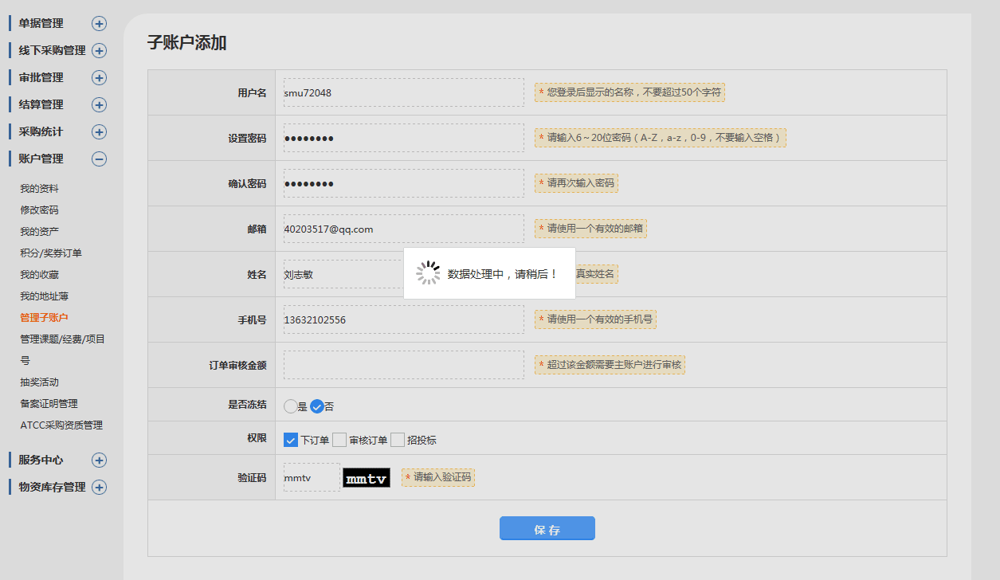 单据管理
线下采购管理
审批管理
结算管理
采购统计
账户管理
我的资料
修改密码
我的资产
积分/奖券订单
我的收藏
我的地址薄
管理子账户
管理课题/经费/项目
号
抽奖活动
备案证明管理
ATCC采购资质管理
服务中心
物资库存管理
子账户添加
用户名 smu72048 * 您登录后显示的名称，不要超过50个字符
设置密码 ●●●●●●●● * 请输入6～20位密码（A-Z，a-z，0-9，不要输入空格）
确认密码 ●●●●●●●● * 请再次输入密码
邮箱 40203517@qq.com * 请使用一个有效的邮箱
姓名 刘志敏 真实姓名
数据处理中，请稍后！
手机号 13632102556 * 请使用一个有效的手机号
订单审核金额 * 超过该金额需要主账户进行审核
是否冻结 是 否
权限 下订单 审核订单 招投标
验证码 mmtv mmtv * 请输入验证码
保 存